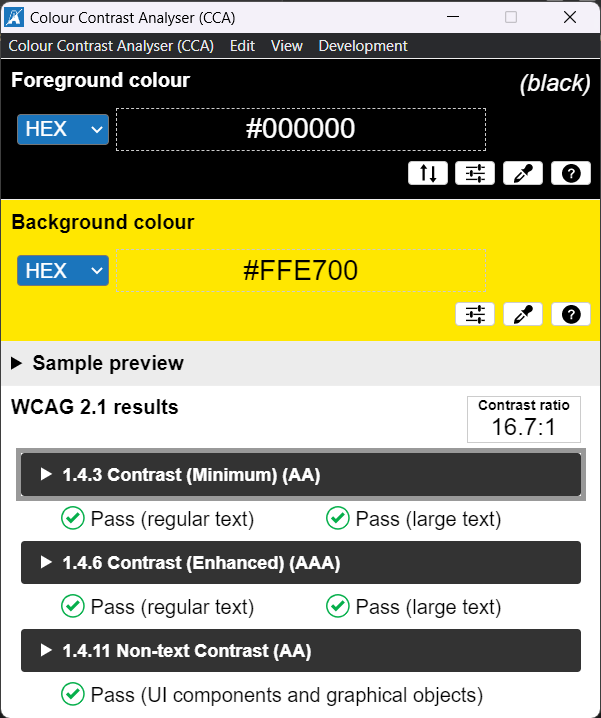 Colour Contrast Analyser (CCA)
Colour Contrast Analyser (CCA) Edit View Development
Foreground colour
(black)
HEX
#000000
Background colour
HEX
#FFE700
Sample preview
WCAG 2.1 results
Contrast ratio
16.7:1
1.4.3 Contrast (Minimum) (AA)
Pass (regular text) Pass (large text)
1.4.6 Contrast (Enhanced) (AAA)
Pass (regular text) Pass (large text)
1.4.11 Non-text Contrast (AA)
Pass (UI components and graphical objects)